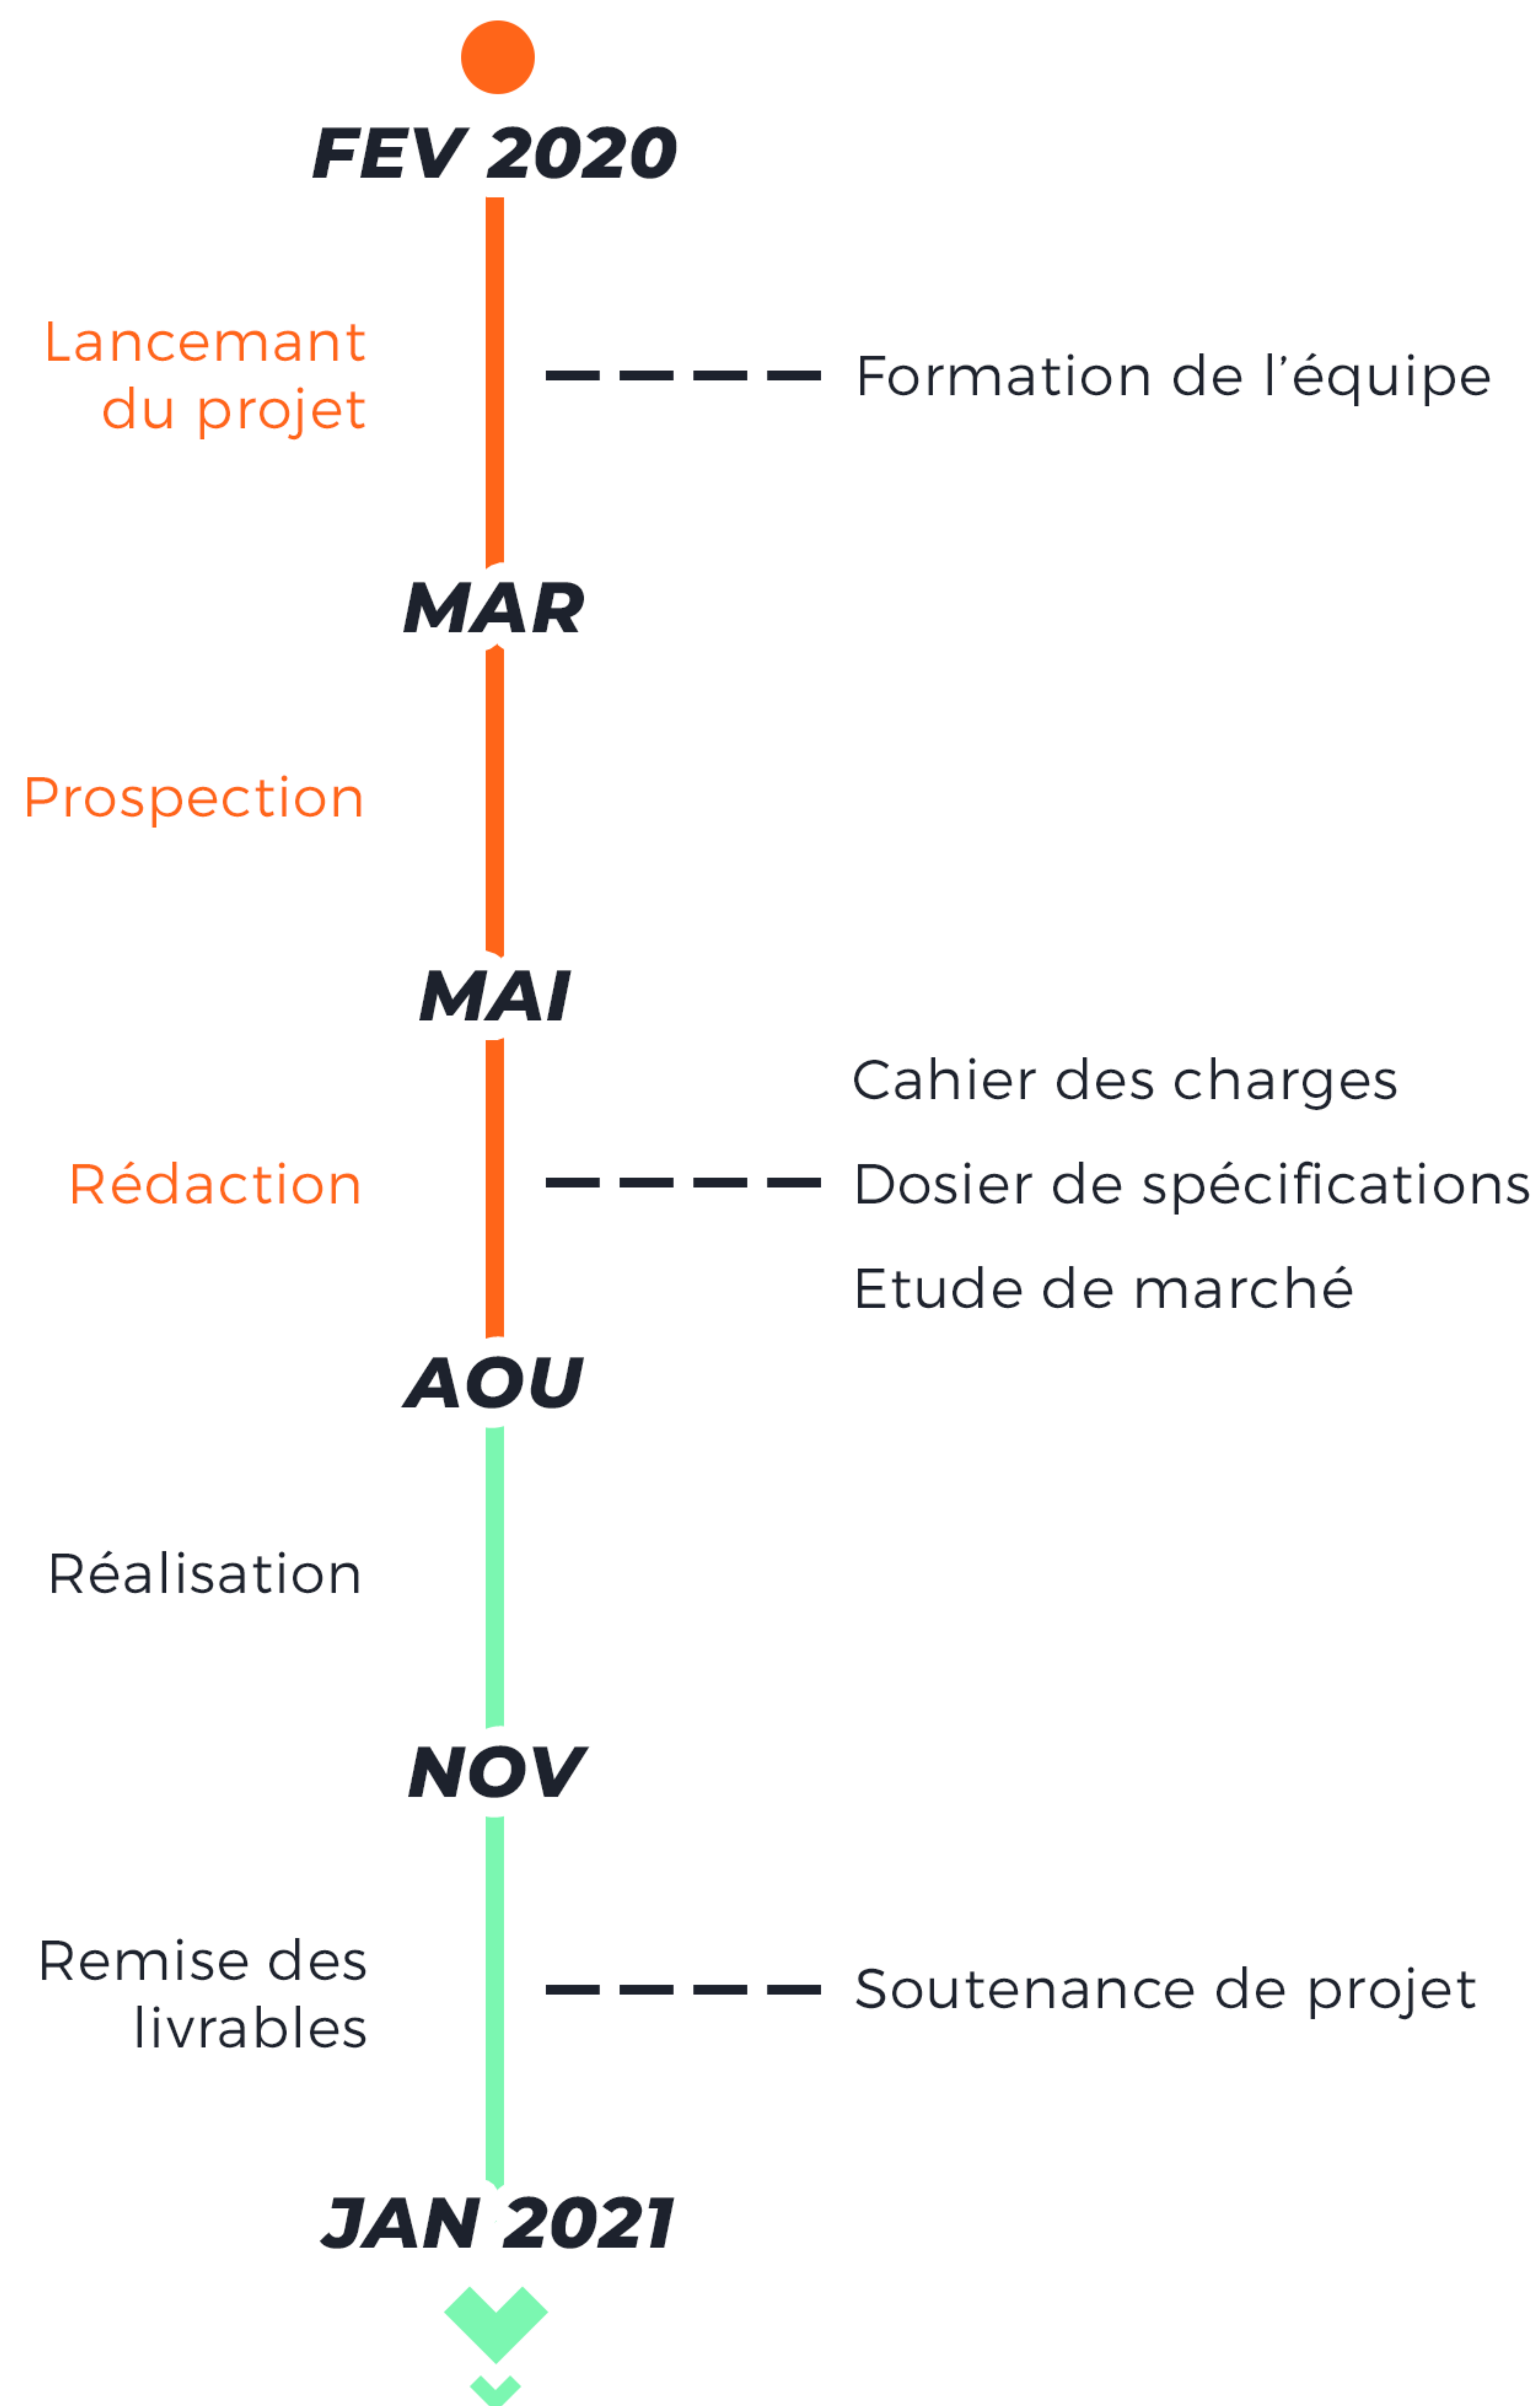 FEV 2020
Lancemant
du projet
Formation de l’équipe
MAR
Prospection
MAI
Cahier des charges
Rédaction
Dosier de spécifications
Etude de marché
AOU
Réalisation
NOV
Remise des
livrables
Soutenance de projet
JAN 2021